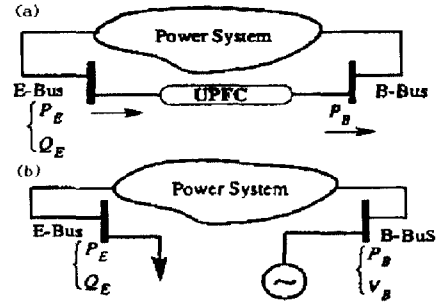 (a)
Power System
E-Bus
UPFC
B-Bus
P_E
Q_E
P_B
(b)
Power System
E-Bus
B-BuS
P_E
Q_E
P_B
V_B